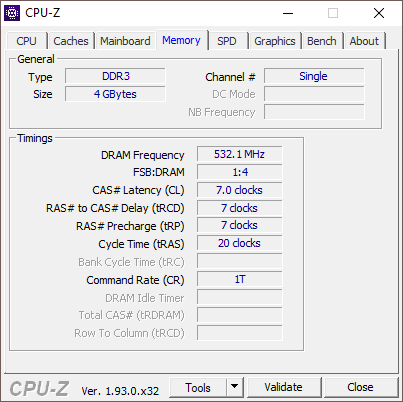 CPU-Z
CPU Caches Mainboard Memory SPD Graphics Bench About
General
Type DDR3 Channel # Single
Size 4 GBytes DC Mode
NB Frequency
Timings
DRAM Frequency 532.1 MHz
FSB:DRAM 1:4
CAS# Latency (CL) 7.0 clocks
RAS# to CAS# Delay (tRCD) 7 clocks
RAS# Precharge (tRP) 7 clocks
Cycle Time (tRAS) 20 clocks
Bank Cycle Time (tRC)
Command Rate (CR) 1T
DRAM Idle Timer
Total CAS# (tRDRAM)
Row To Column (tRCD)
CPU-Z Ver. 1.93.0.x32 Tools Validate Close